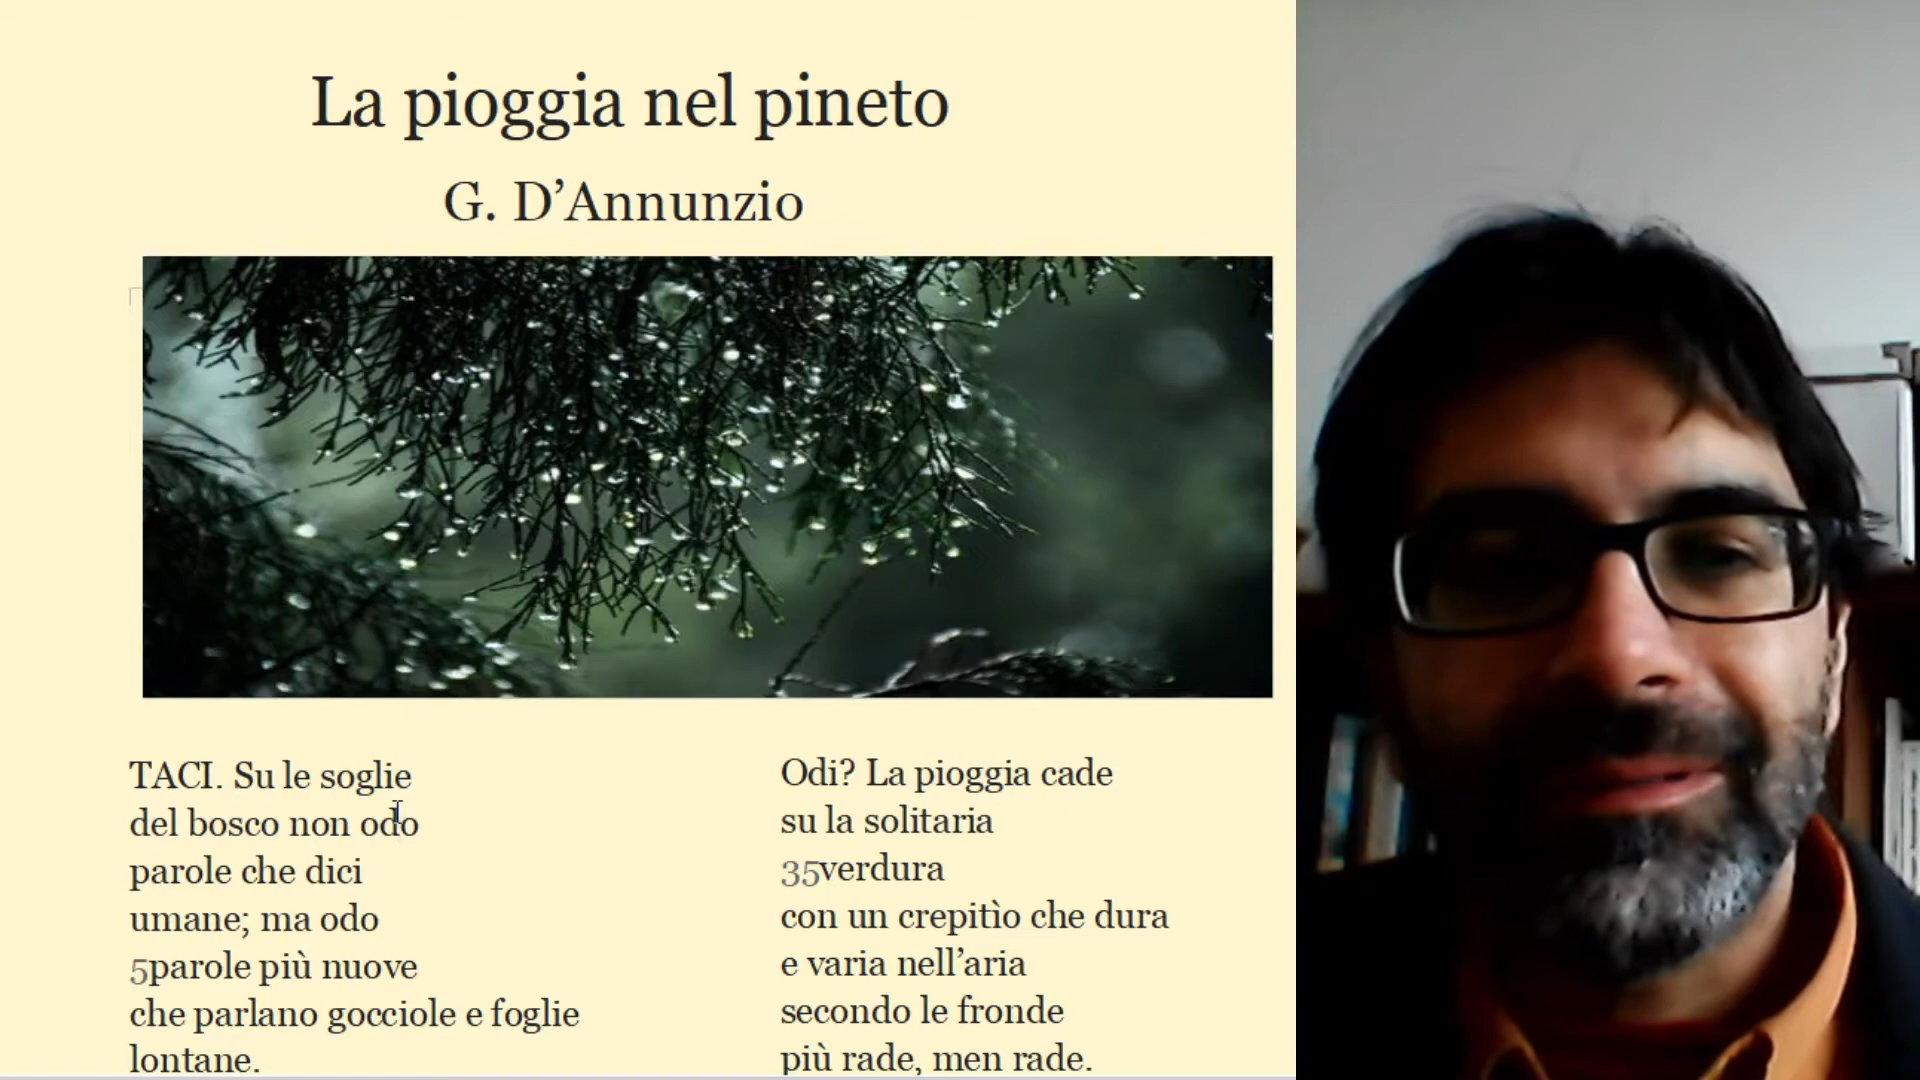 La pioggia nel pineto
G. D’Annunzio
TACI. Su le soglie
del bosco non odo
parole che dici
umane; ma odo
5parole più nuove
che parlano gocciole e foglie
lontane.
Odi? La pioggia cade
su la solitaria
35verdura
con un crepitìo che dura
e varia nell’aria
secondo le fronde
più rade, men rade.